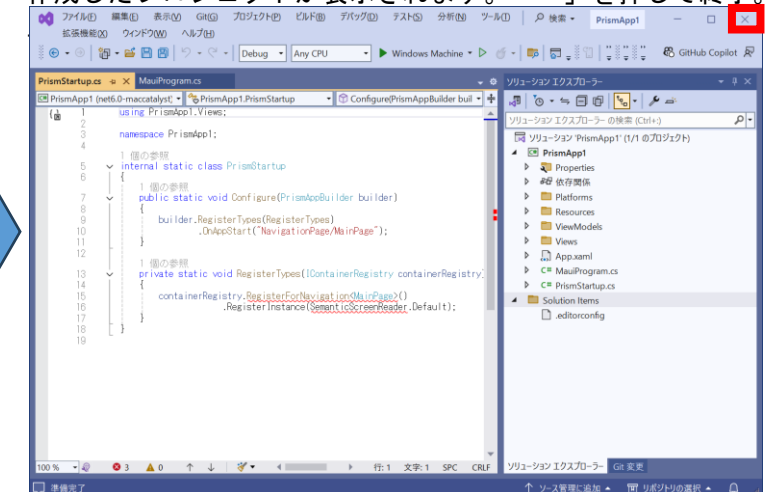 ファイル(F) 編集(E) 表示(V) Git(G) プロジェクト(P) ビルド(B) デバッグ(D) テスト(S) 分析(N) ツール(T) 検索 PrismApp1
拡張機能(X) ウィンドウ(W) ヘルプ(H)
Debug Any CPU Windows Machine GitHub Copilot
PrismStartup.cs MauiProgram.cs
PrismApp1 (net6.0-maccatalyst) PrismApp1.PrismStartup Configure(PrismAppBuilder buil
1 using PrismApp1.Views;
2
3 namespace PrismApp1;
4
1 個の参照
5 internal static class PrismStartup
6 {
1 個の参照
7 public static void Configure(PrismAppBuilder builder)
8 {
9 builder.RegisterTypes(RegisterTypes)
10 .OnAppStart("NavigationPage/MainPage");
11 }
12
1 個の参照
13 private static void RegisterTypes(IContainerRegistry containerRegistry)
14 {
15 containerRegistry.RegisterForNavigation<MainPage>()
16 .RegisterInstance(SemanticScreenReader.Default);
17 }
18 }
19
100 % 3 0 行: 1 文字: 1 SPC CRLF
ソリューション エクスプローラー
ソリューション エクスプローラー の検索 (Ctrl+:)
ソリューション 'PrismApp1' (1/1 のプロジェクト)
PrismApp1
Properties
依存関係
Platforms
Resources
ViewModels
Views
App.xaml
C# MauiProgram.cs
C# PrismStartup.cs
Solution Items
.editorconfig
ソリューション エクスプローラー Git 変更
準備完了 ソース管理に追加 リポジトリの選択